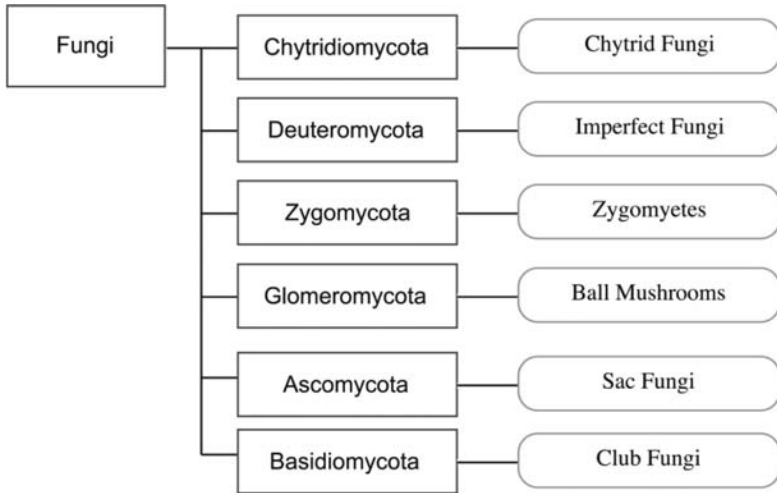 Fungi
Chytridiomycota
Chytrid Fungi
Deuteromycota
Imperfect Fungi
Zygomycota
Zygomyetes
Glomeromycota
Ball Mushrooms
Ascomycota
Sac Fungi
Basidiomycota
Club Fungi